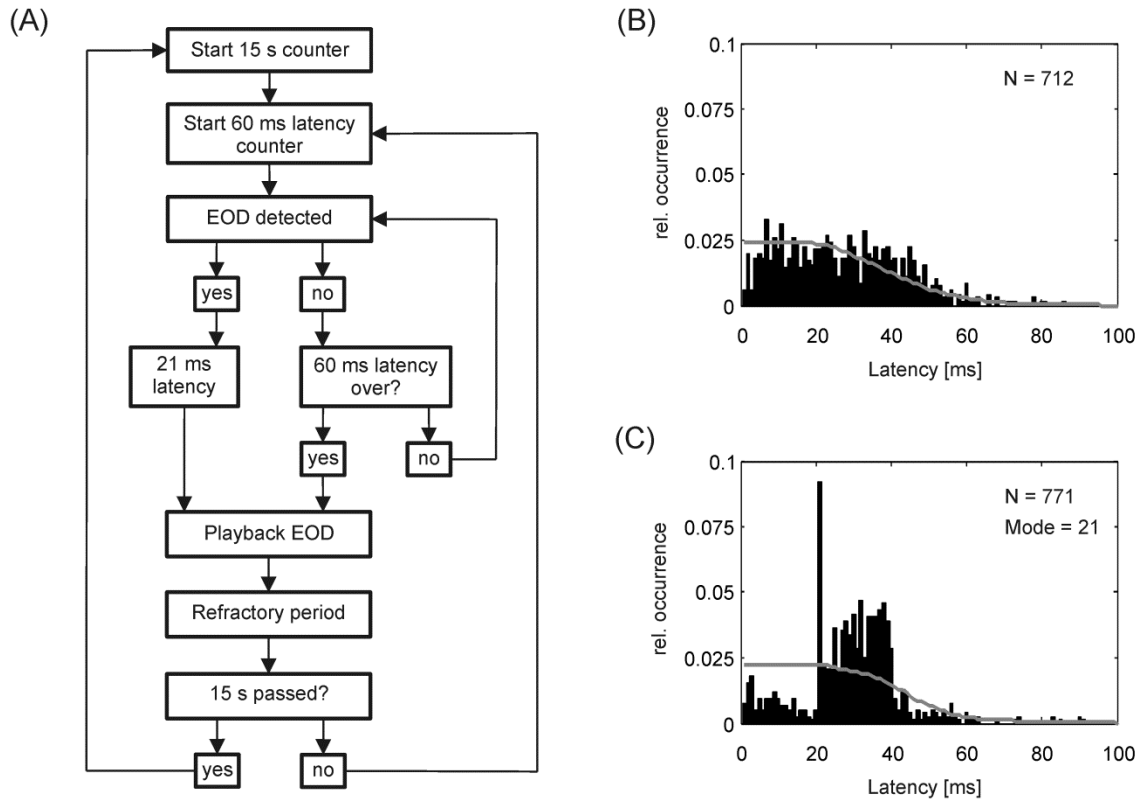 (A)
Start 15 s counter
Start 60 ms latency
counter
EOD detected
yes
no
21 ms
latency
60 ms latency
over?
yes
no
Playback EOD
Refractory period
15 s passed?
yes
no
(B)
0.1
0.075
0.05
0.025
0
rel. occurrence
N = 712
0 20 40 60 80 100
Latency [ms]
(C)
0.1
0.075
0.05
0.025
0
rel. occurrence
N = 771
Mode = 21
0 20 40 60 80 100
Latency [ms]